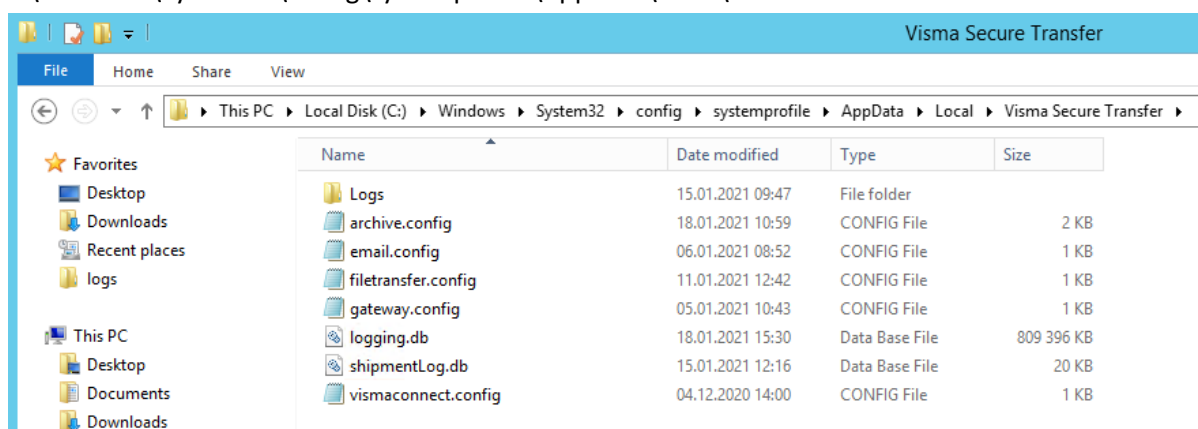 Visma Secure Transfer
File Home Share View
This PC Local Disk (C:) Windows System32 config systemprofile AppData Local Visma Secure Transfer
Favorites
Desktop
Downloads
Recent places
logs
This PC
Desktop
Documents
Downloads
Name Date modified Type Size
Logs 15.01.2021 09:47 File folder
archive.config 18.01.2021 10:59 CONFIG File 2 KB
email.config 06.01.2021 08:52 CONFIG File 1 KB
filetransfer.config 11.01.2021 12:42 CONFIG File 1 KB
gateway.config 05.01.2021 10:43 CONFIG File 1 KB
logging.db 18.01.2021 15:30 Data Base File 809 396 KB
shipmentLog.db 15.01.2021 12:16 Data Base File 20 KB
vismaconnect.config 04.12.2020 14:00 CONFIG File 1 KB